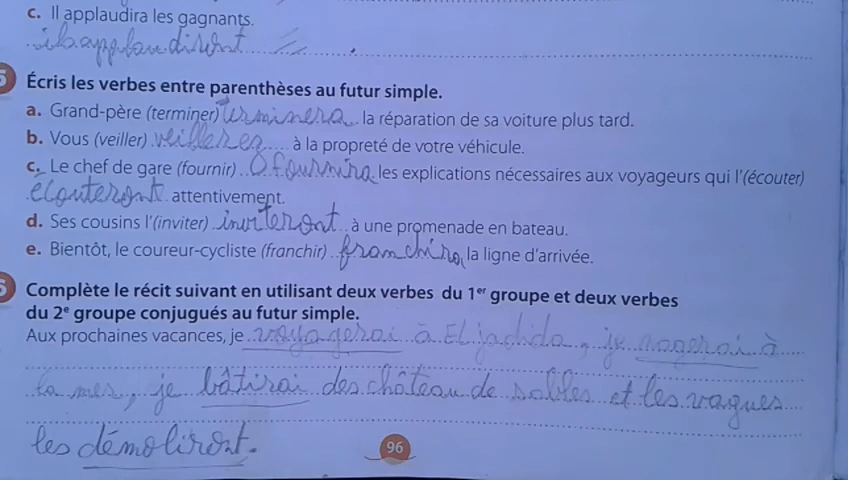 c. Il applaudira les gagnants.
ils applaudiront
Écris les verbes entre parenthèses au futur simple.
a. Grand-père (terminer) terminera la réparation de sa voiture plus tard.
b. Vous (veiller) veillerez à la propreté de votre véhicule.
c. Le chef de gare (fournir) fournira les explications nécessaires aux voyageurs qui l'(écouter)
écouteront attentivement.
d. Ses cousins l'(inviter) inviteront à une promenade en bateau.
e. Bientôt, le coureur-cycliste (franchir) franchira la ligne d'arrivée.
Complète le récit suivant en utilisant deux verbes du 1er groupe et deux verbes
du 2e groupe conjugués au futur simple.
Aux prochaines vacances, je voyagerai à El jadida, je nagerai à
la mer, je bâtirai des château de sables et les vagues
les démoliront.
96